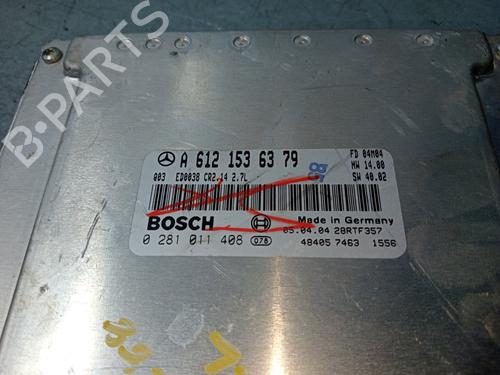 B-PARTS
A 612 153 63 79
FD 04M04
Q03 ED0038 CR2.14 2.7L
HW 14.00
SW 40.02
BOSCH
Made in Germany
0 281 011 408 078
05.04.04 28RTF357
48405 7463 1556